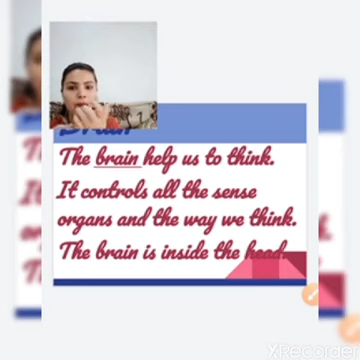 Brain
The brain help us to think.
It controls all the sense
organs and the way we think.
The brain is inside the head.
XRecorder